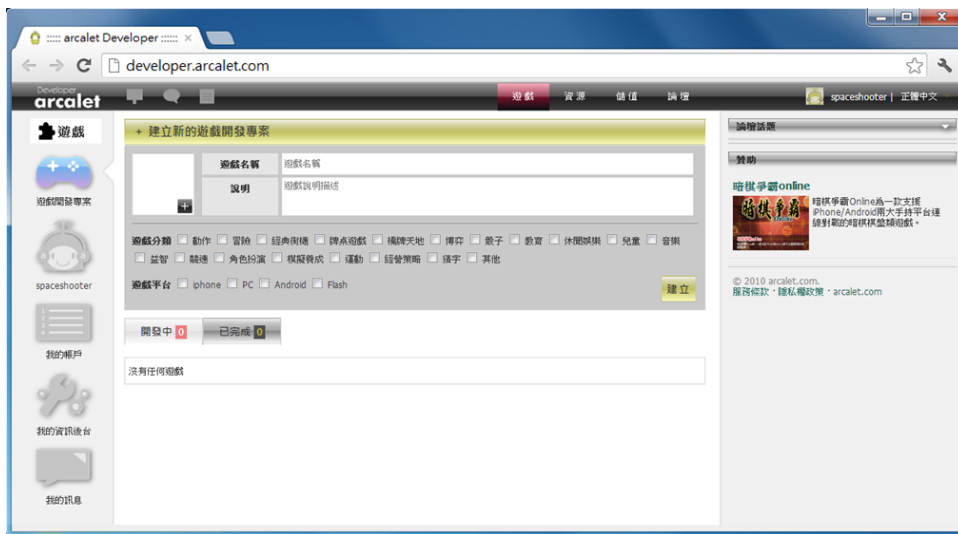 ::::: arcalet Developer ::::::
developer.arcalet.com
Developer
arcalet
遊戲 資源 儲值 論壇
spaceshooter | 正體中文
遊戲
遊戲開發專案
spaceshooter
我的帳戶
我的資訊後台
我的訊息
+ 建立新的遊戲開發專案
遊戲名稱 遊戲名稱
說明 遊戲說明描述
+
遊戲分類 動作 冒險 經典街機 牌桌遊戲 橋牌天地 博弈 骰子 教育 休閒娛樂 兒童 音樂
益智 競速 角色扮演 模擬養成 運動 經營策略 猜字 其他
遊戲平台 iphone PC Android Flash
建立
開發中 0 已完成 0
沒有任何遊戲
論壇話題
贊助
暗棋爭霸online
暗棋爭霸
暗棋爭霸Online為一款支援
iPhone/Android兩大手持平台連
線對戰的暗棋棋盤類遊戲。
© 2010 arcalet.com.
服務條款 · 隱私權政策 · arcalet.com